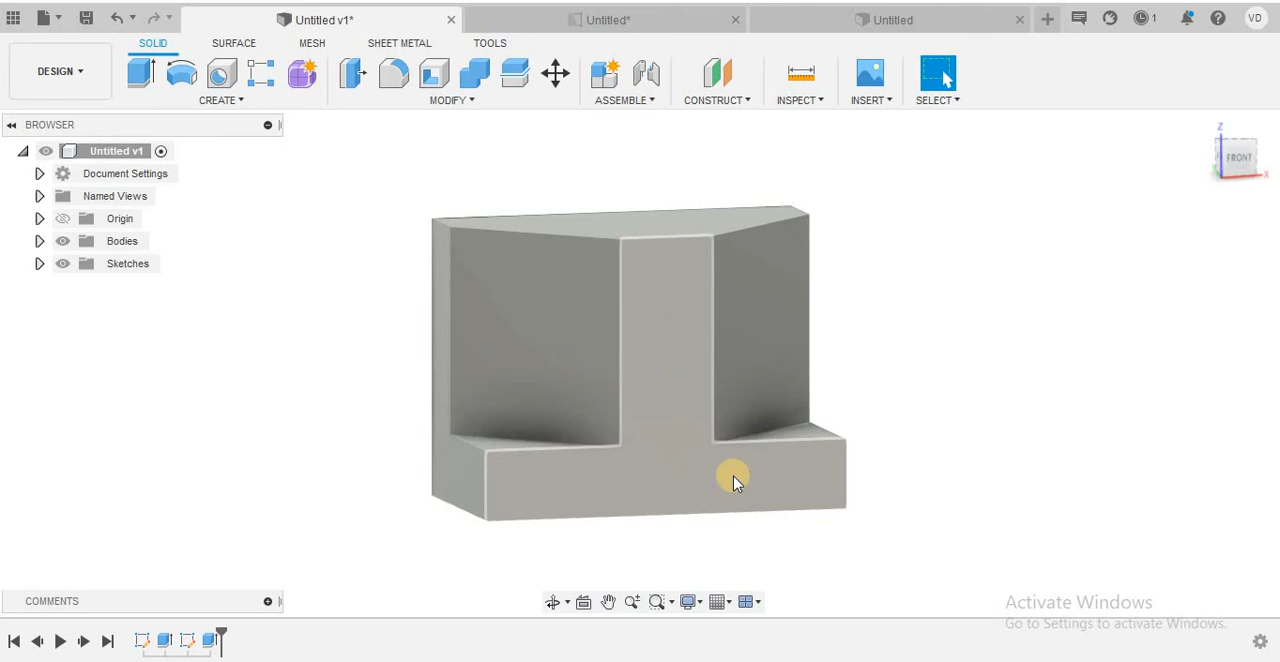 Untitled v1*
Untitled*
Untitled
1
VD
DESIGN
SOLID
SURFACE
MESH
SHEET METAL
TOOLS
CREATE
MODIFY
ASSEMBLE
CONSTRUCT
INSPECT
INSERT
SELECT
BROWSER
Untitled v1
Document Settings
Named Views
Origin
Bodies
Sketches
Z
FRONT
X
COMMENTS
Activate Windows
Go to Settings to activate Windows.